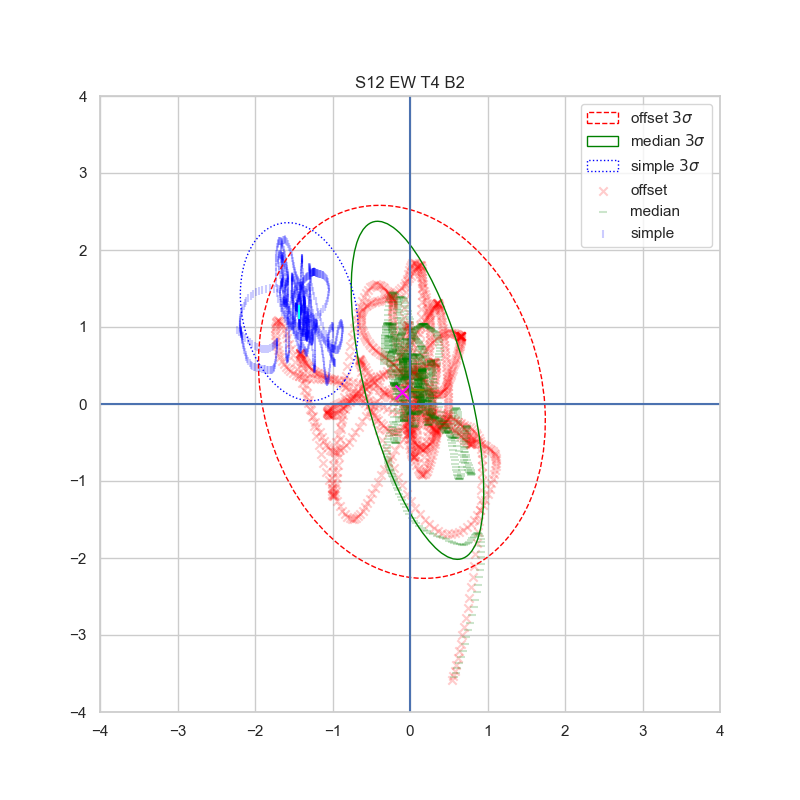 S12 EW T4 B2
4
3
2
1
0
−1
−2
−3
−4
−4
−3
−2
−1
0
1
2
3
4
offset 3σ
median 3σ
simple 3σ
offset
median
simple